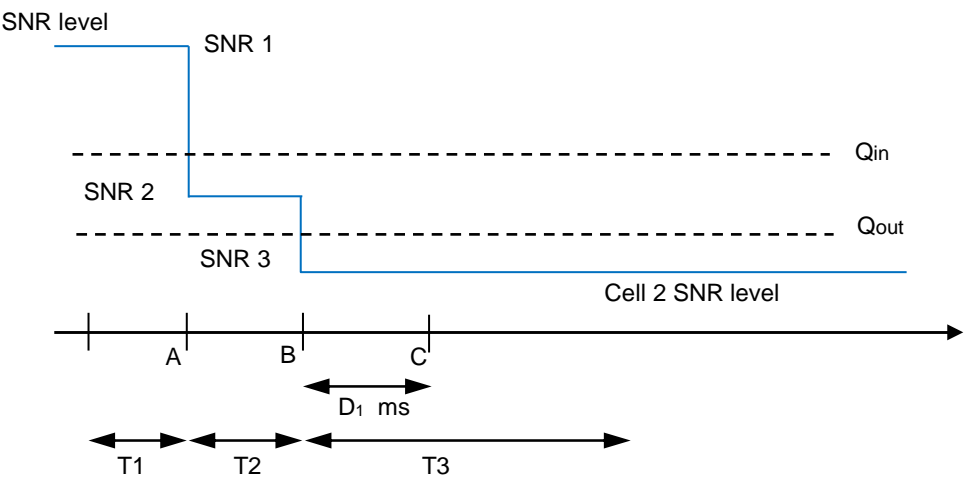 SNR level
SNR 1
Qin
SNR 2
Qout
SNR 3
Cell 2 SNR level
A
B
C
D1 ms
T1
T2
T3